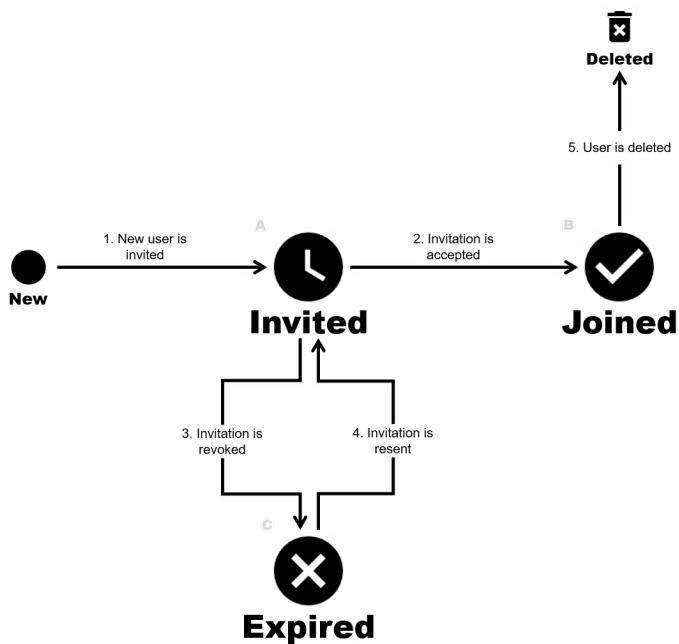 Deleted
5. User is deleted
A
B
1. New user is
invited
2. Invitation is
accepted
New
Invited
Joined
3. Invitation is
revoked
4. Invitation is
resent
C
Expired